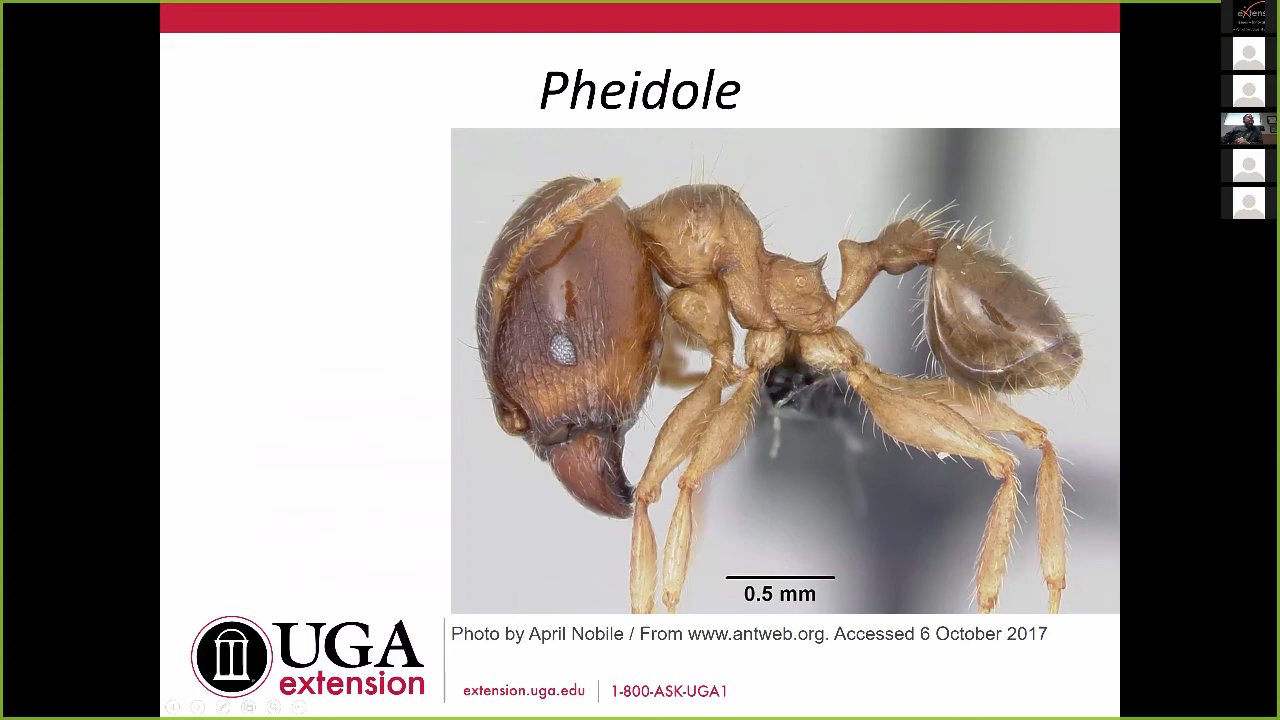 Pheidole
0.5 mm
Photo by April Nobile / From www.antweb.org. Accessed 6 October 2017
UGA
extension
extension.uga.edu
1-800-ASK-UGA1